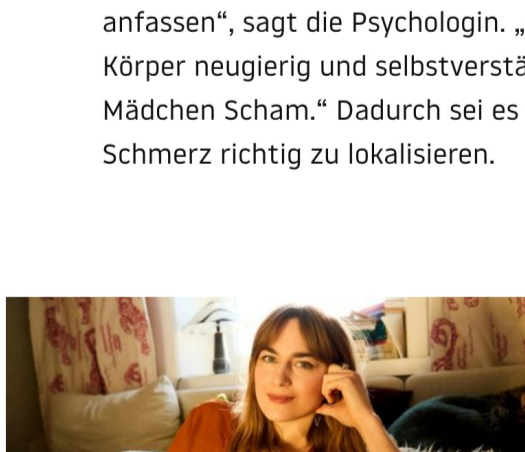 anfassen“, sagt die Psychologin. „
Körper neugierig und selbstverstä
Mädchen Scham.“ Dadurch sei es
Schmerz richtig zu lokalisieren.